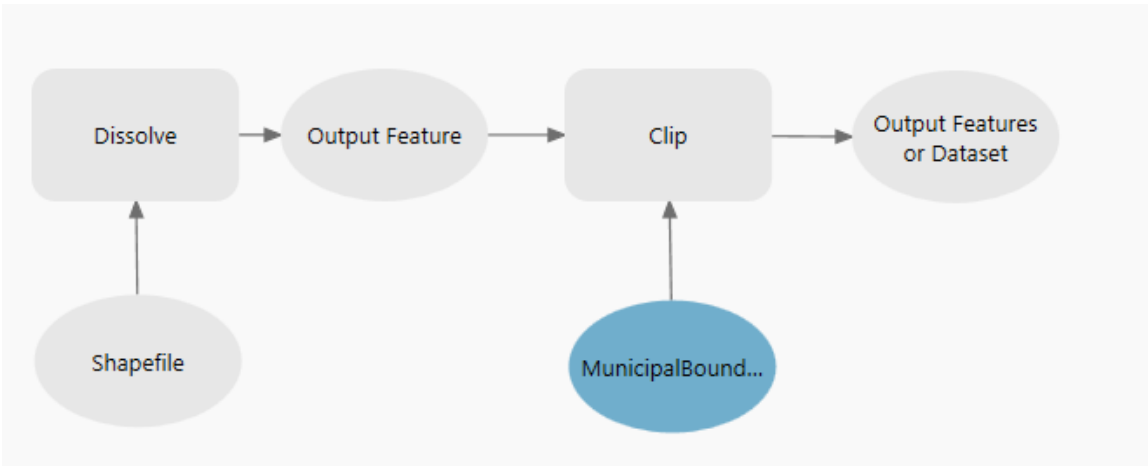 Dissolve
Output Feature
Clip
Output Features
or Dataset
Shapefile
MunicipalBound...